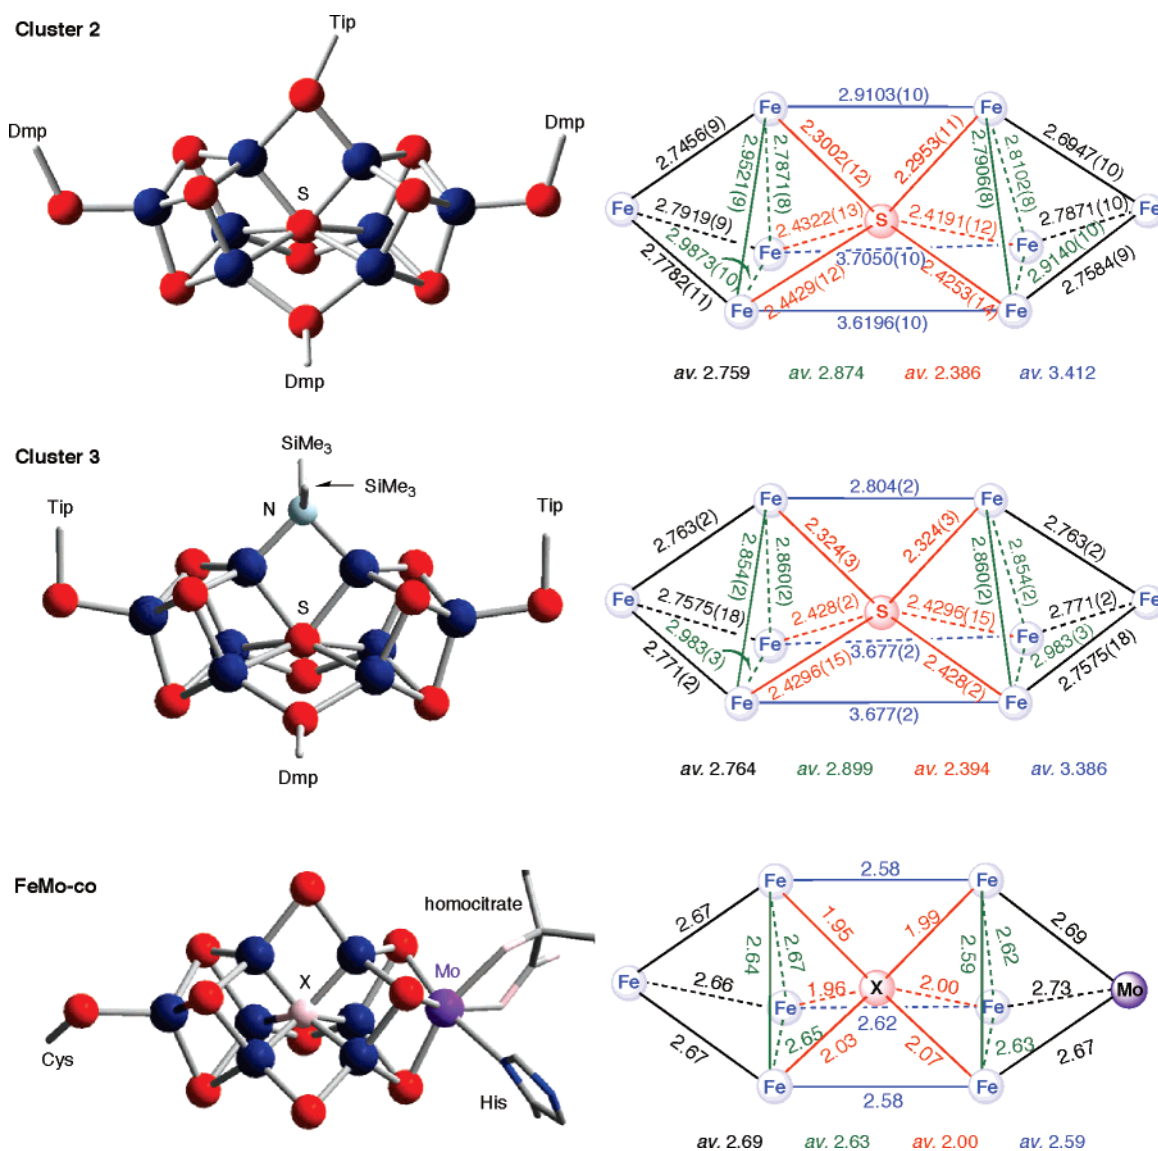 Cluster 2
Tip
Dmp
Dmp
S
Dmp
Fe
2.9103(10)
Fe
2.7456(9)
2.9521(9)
2.7871(8)
2.3002(12)
2.2953(11)
2.7906(8)
2.8102(8)
2.6947(10)
Fe
2.7919(9)
2.4322(13)
S
2.4191(12)
2.7871(10)
Fe
Fe
3.7050(10)
Fe
2.7782(11)
2.9873(10)
2.4429(12)
2.4253(14)
2.9140(10)
2.7584(9)
Fe
3.6196(10)
Fe
av. 2.759 av. 2.874 av. 2.386 av. 3.412
Cluster 3
SiMe3
SiMe3
N
Tip
Tip
S
Dmp
Fe
2.804(2)
Fe
2.763(2)
2.854(2)
2.860(2)
2.324(3)
2.324(3)
2.860(2)
2.854(2)
2.763(2)
Fe
2.7575(18)
2.428(2)
S
2.4296(15)
2.771(2)
Fe
Fe
3.677(2)
Fe
2.771(2)
2.983(3)
2.4296(15)
2.428(2)
2.983(3)
2.7575(18)
Fe
3.677(2)
Fe
av. 2.764 av. 2.899 av. 2.394 av. 3.386
FeMo-co
homocitrate
Mo
X
Cys
His
Fe
2.58
Fe
2.67
2.64
2.67
1.95
1.99
2.59
2.62
2.69
Fe
2.66
1.96
X
2.00
2.73
Mo
Fe
2.62
Fe
2.67
2.65
2.03
2.07
2.63
2.67
Fe
2.58
Fe
av. 2.69 av. 2.63 av. 2.00 av. 2.59